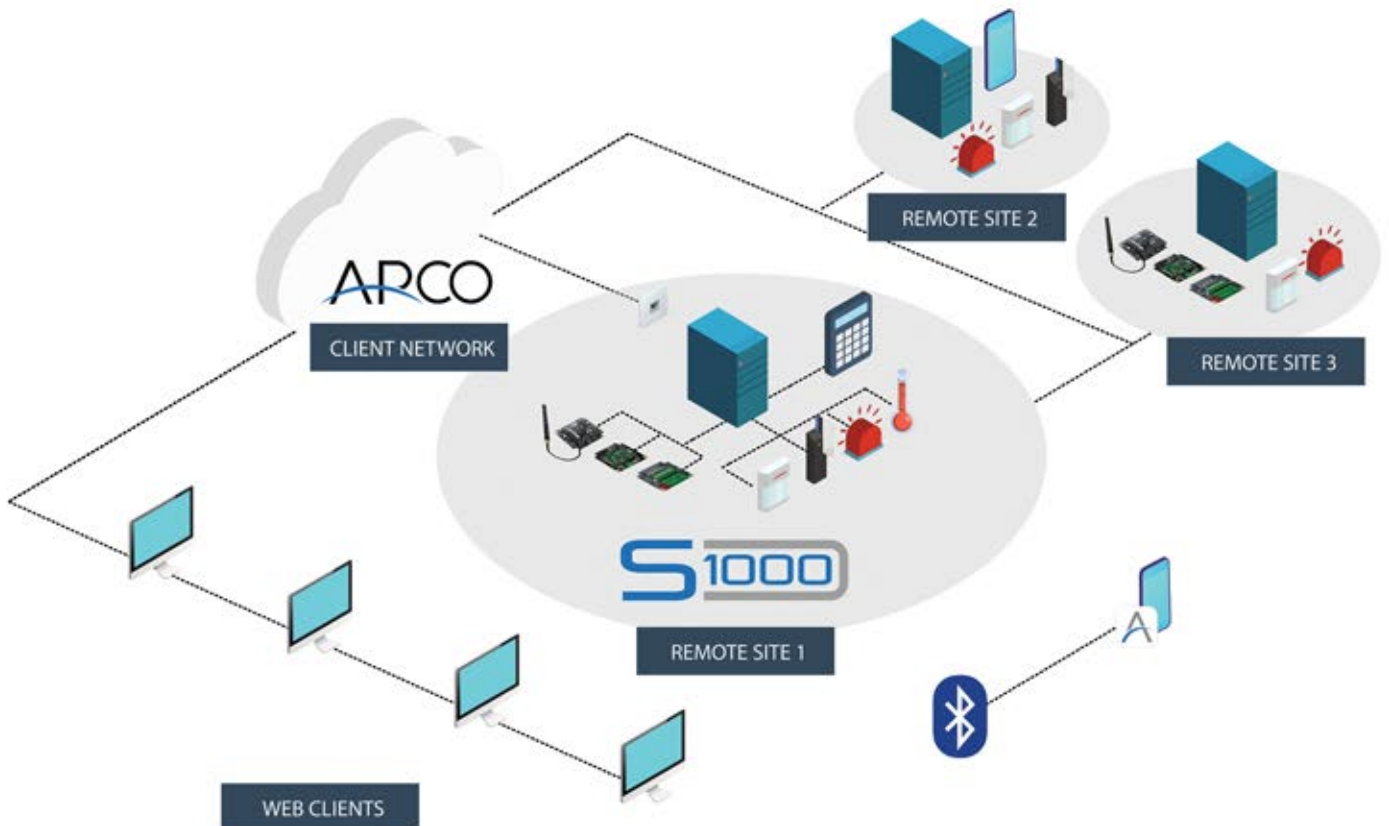 REMOTE SITE 2
REMOTE SITE 3
ARCO
CLIENT NETWORK
S1000
REMOTE SITE 1
A
WEB CLIENTS